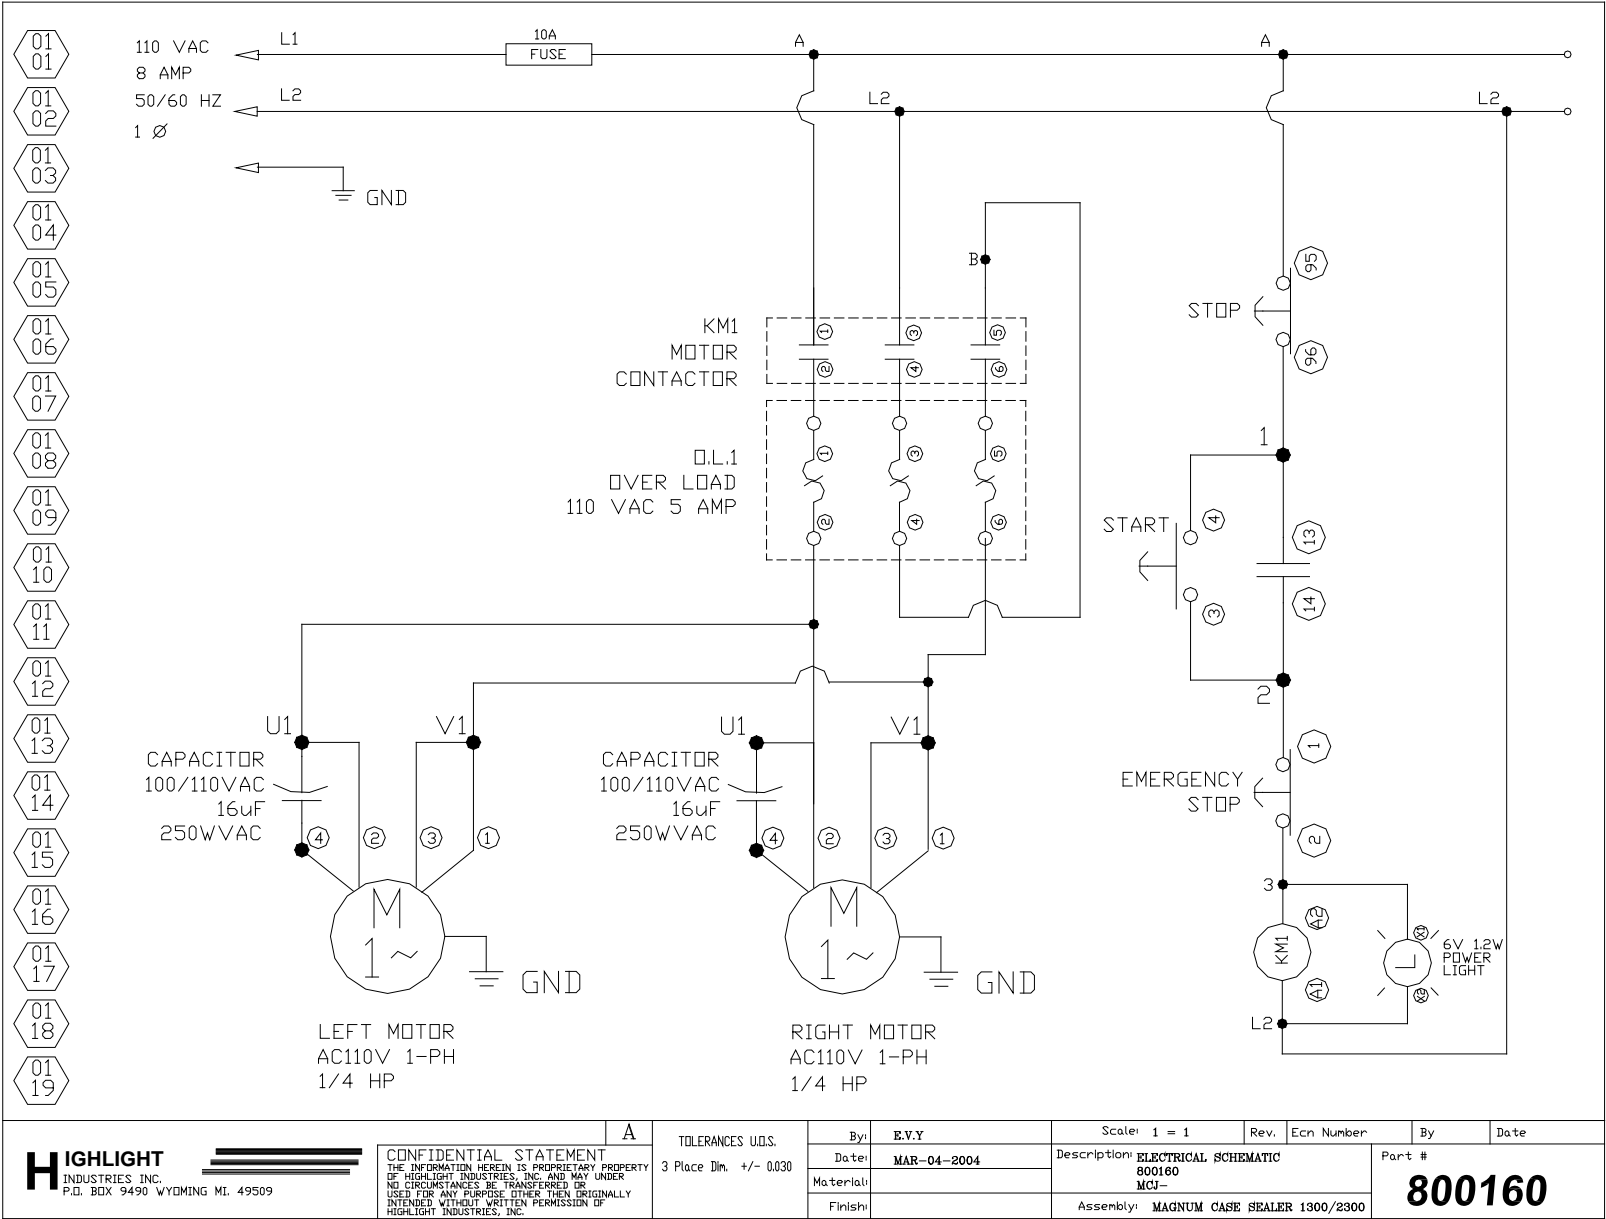 01
01
01
02
01
03
01
04
01
05
01
06
01
07
01
08
01
09
01
10
01
11
01
12
01
13
01
14
01
15
01
16
01
17
01
18
01
19
110 VAC
8 AMP
50/60 HZ
1 Ø
L1
L2
GND
10A
FUSE
A
L2
A
L2
B
KM1
MOTOR
CONTACTOR
1
3
5
2
4
6
O.L.1
OVER LOAD
110 VAC 5 AMP
1
3
5
2
4
6
STOP
95
96
1
START
4
3
13
14
2
EMERGENCY
STOP
1
2
3
KM1
A2
A1
L
X1
X2
6V 1.2W
POWER
LIGHT
L2
U1
V1
CAPACITOR
100/110VAC
16uF
250WVAC
4
2
3
1
M
1~
GND
LEFT MOTOR
AC110V 1-PH
1/4 HP
U1
V1
CAPACITOR
100/110VAC
16uF
250WVAC
4
2
3
1
M
1~
GND
RIGHT MOTOR
AC110V 1-PH
1/4 HP
HIGHLIGHT
INDUSTRIES INC.
P.O. BOX 9490 WYOMING MI. 49509
A
CONFIDENTIAL STATEMENT
THE INFORMATION HEREIN IS PROPRIETARY PROPERTY
OF HIGHLIGHT INDUSTRIES, INC. AND MAY UNDER
NO CIRCUMSTANCES BE TRANSFERRED OR
USED FOR ANY PURPOSE OTHER THEN ORIGINALLY
INTENDED WITHOUT WRITTEN PERMISSION OF
HIGHLIGHT INDUSTRIES, INC.
TOLERANCES U.O.S.
3 Place Dim. +/- 0.030
By: E.V.Y
Date: MAR-04-2004
Material:
Finish:
Scale: 1 = 1
Rev.
Ecn Number
By
Date
Description: ELECTRICAL SCHEMATIC
800160
MCJ-
Assembly: MAGNUM CASE SEALER 1300/2300
Part #
800160